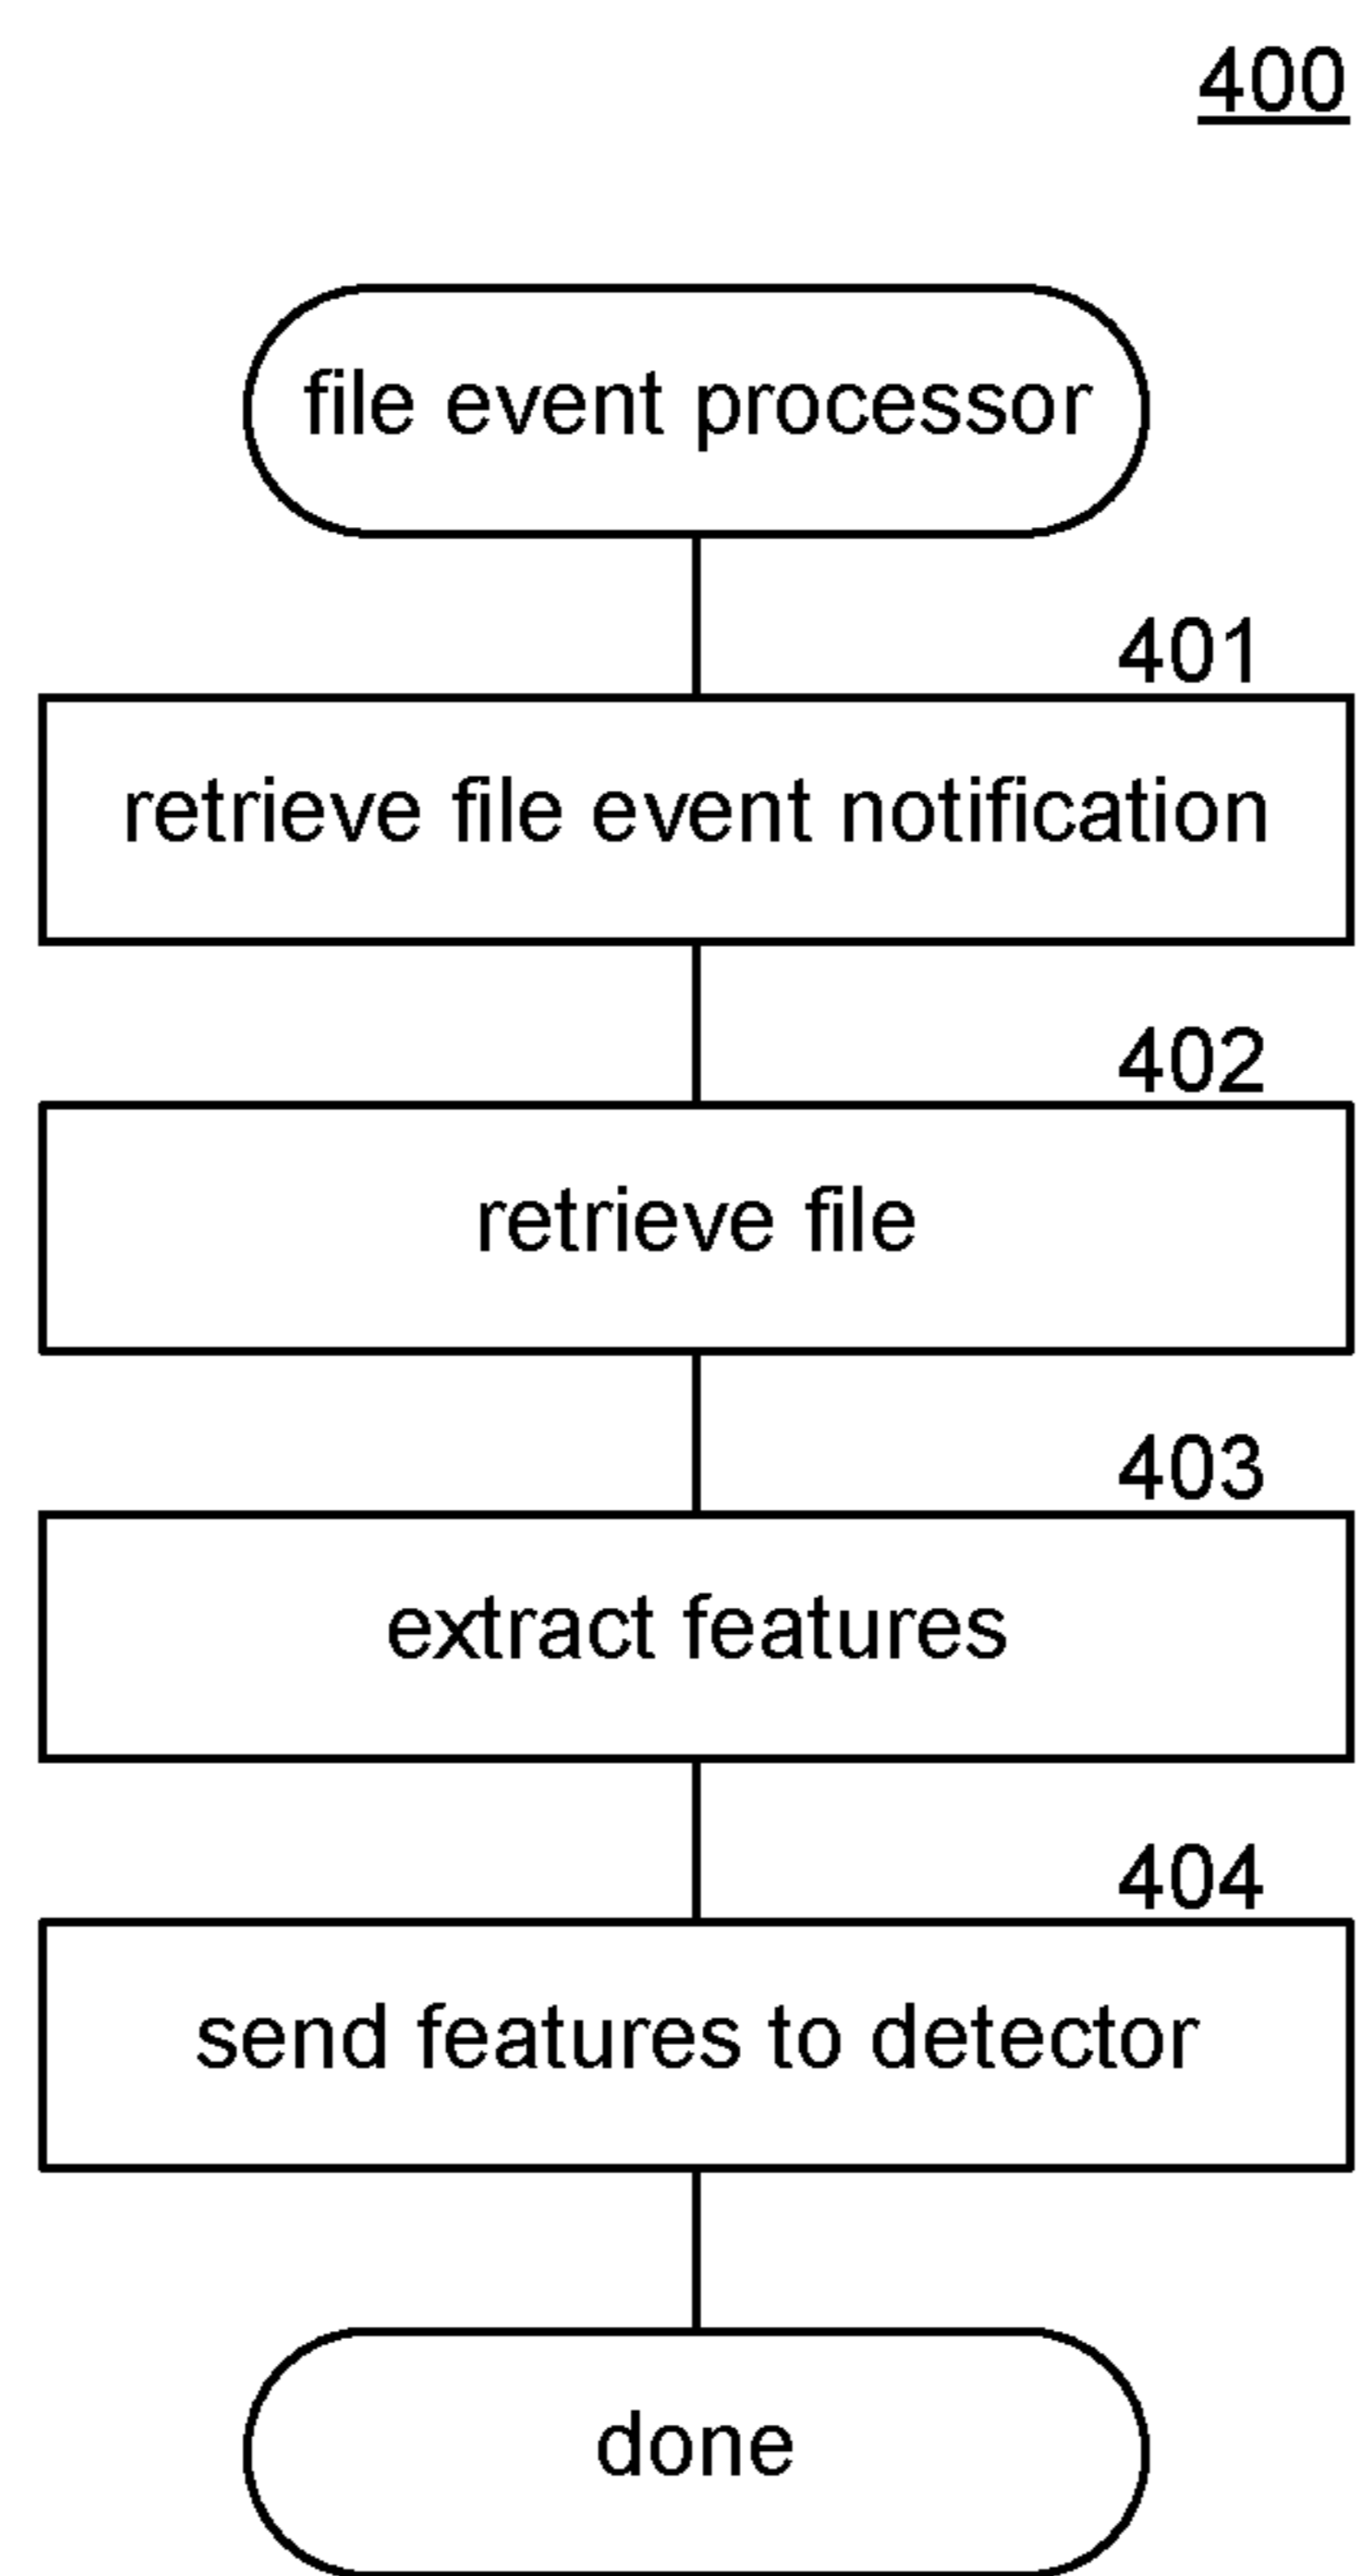 400
file event processor
401
retrieve file event notification
402
retrieve file
403
extract features
404
send features to detector
done